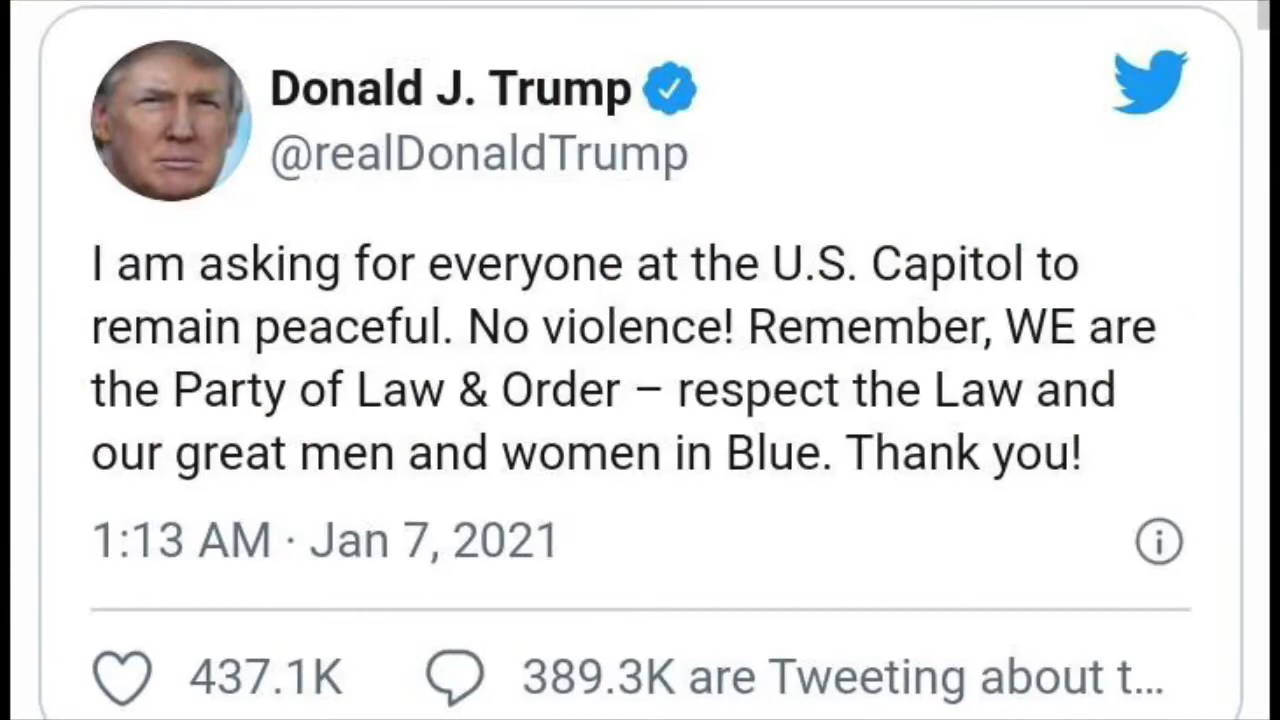 Donald J. Trump
@realDonaldTrump
I am asking for everyone at the U.S. Capitol to
remain peaceful. No violence! Remember, WE are
the Party of Law & Order – respect the Law and
our great men and women in Blue. Thank you!
1:13 AM · Jan 7, 2021
437.1K 389.3K are Tweeting about t...